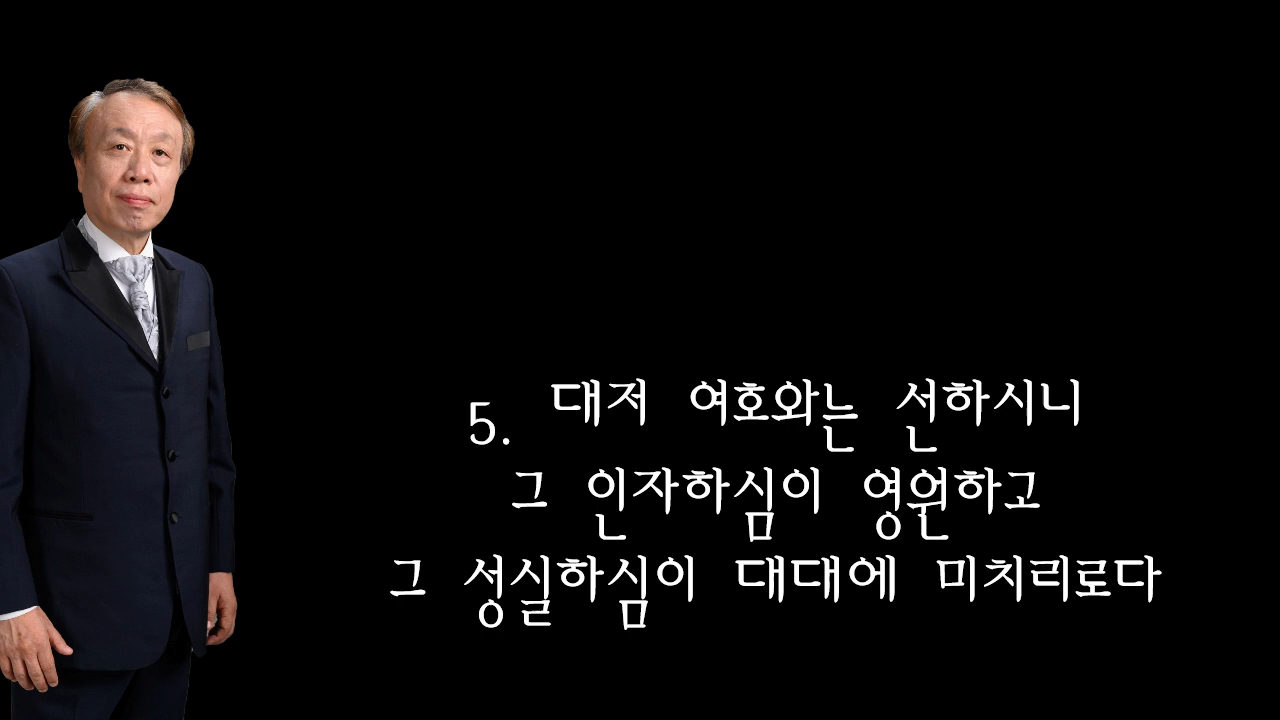 5. 대저 여호와는 선하시니
그 인자하심이 영원하고
그 성실하심이 대대에 미치리로다